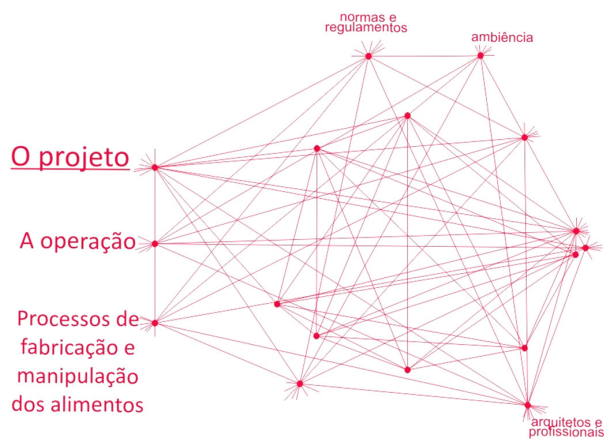 normas e
regulamentos
ambiência
O projeto
A operação
Processos de
fabricação e
manipulação
dos alimentos
arquitetos e
profissionais